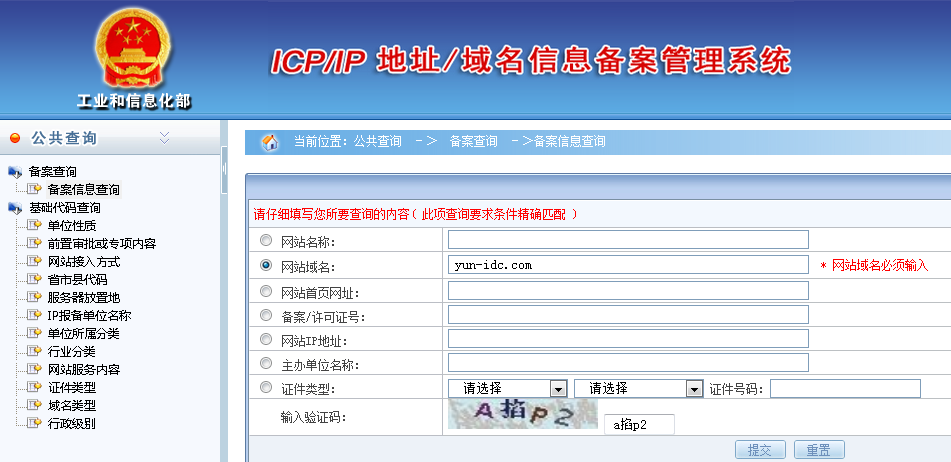 ICP/IP 地址/域名信息备案管理系统
工业和信息化部
公共查询
备案查询
备案信息查询
基础代码查询
单位性质
前置审批或专项内容
网站接入方式
省市县代码
服务器放置地
IP报备单位名称
单位所属分类
行业分类
网站服务内容
证件类型
域名类型
行政级别
当前位置：公共查询 -> 备案查询 ->备案信息查询
请仔细填写您所要查询的内容( 此项查询要求条件精确匹配 )
网站名称：
网站域名： yun-idc.com * 网站域名必须输入
网站首页网址：
备案/许可证号：
网站IP地址：
主办单位名称：
证件类型： 请选择 请选择 证件号码：
输入验证码： A掐p2 a掐p2
提交 重置